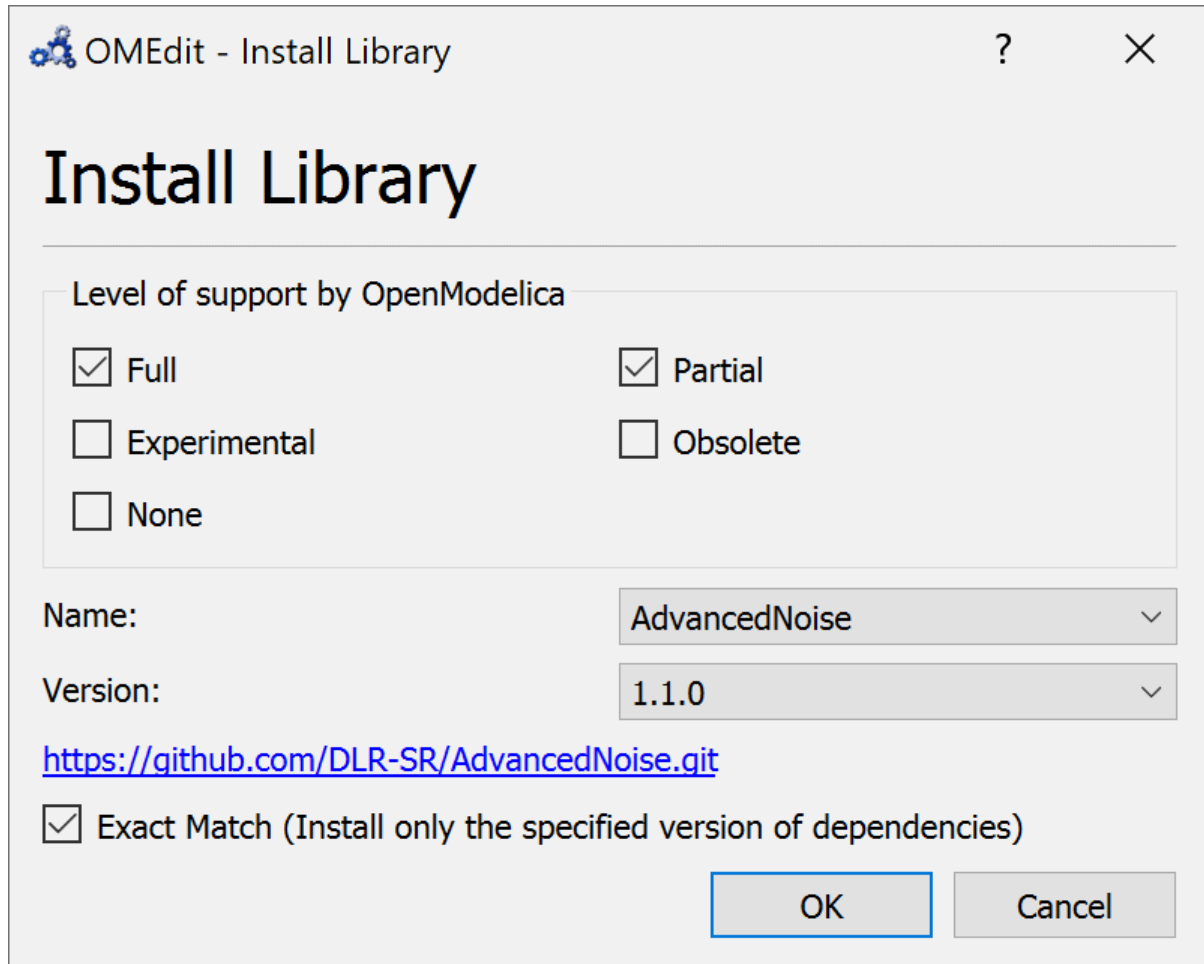 OMEdit - Install Library ?
Install Library
Level of support by OpenModelica
Full Partial
Experimental Obsolete
None
Name: AdvancedNoise
Version: 1.1.0
https://github.com/DLR-SR/AdvancedNoise.git
Exact Match (Install only the specified version of dependencies)
OK Cancel